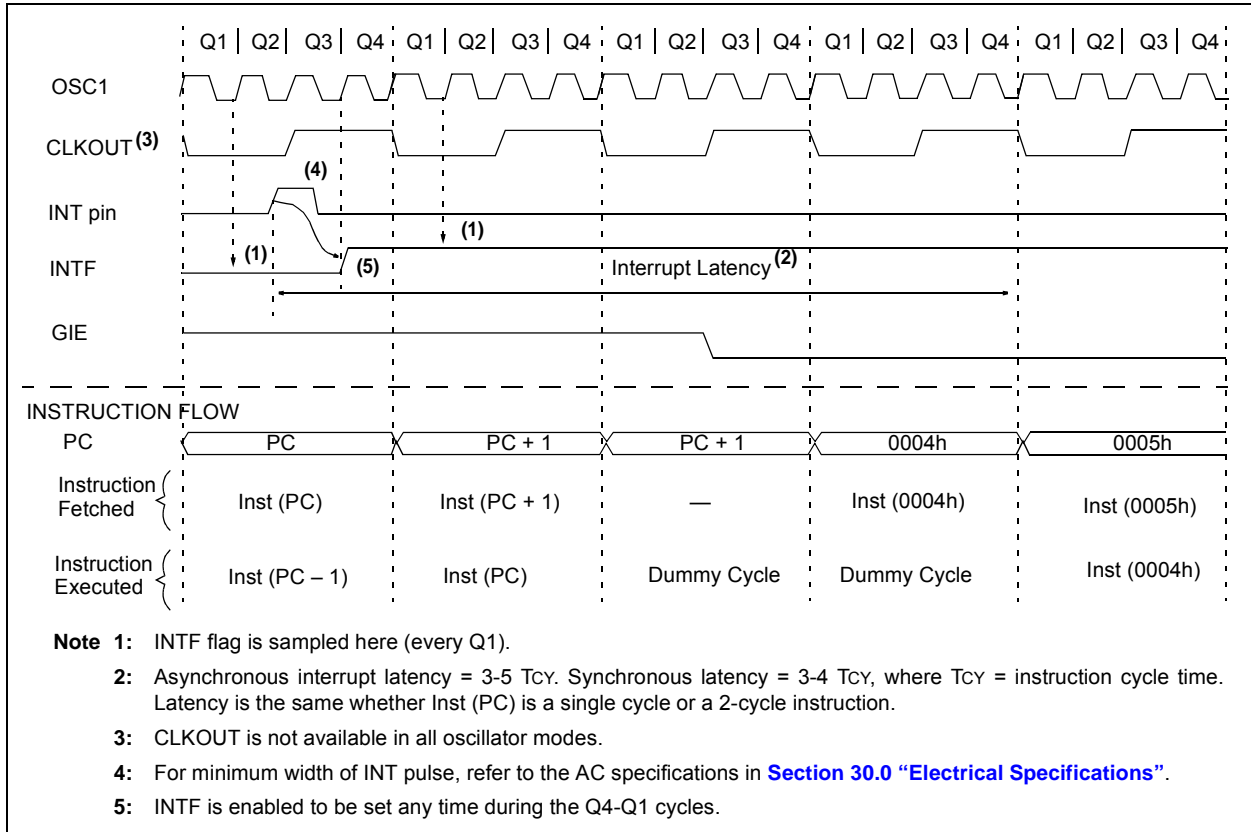 Q1 Q2 Q3 Q4 Q1 Q2 Q3 Q4 Q1 Q2 Q3 Q4 Q1 Q2 Q3 Q4 Q1 Q2 Q3 Q4
OSC1
CLKOUT (3)
(4)
INT pin
(1)
(1)
INTF
(5)
Interrupt Latency (2)
GIE
INSTRUCTION FLOW
PC PC PC + 1 PC + 1 0004h 0005h
Instruction
Fetched
Inst (PC) Inst (PC + 1) — Inst (0004h) Inst (0005h)
Instruction
Executed
Inst (PC – 1) Inst (PC) Dummy Cycle Dummy Cycle Inst (0004h)
Note 1: INTF flag is sampled here (every Q1).
2: Asynchronous interrupt latency = 3-5 TCY. Synchronous latency = 3-4 TCY, where TCY = instruction cycle time.
Latency is the same whether Inst (PC) is a single cycle or a 2-cycle instruction.
3: CLKOUT is not available in all oscillator modes.
4: For minimum width of INT pulse, refer to the AC specifications in Section 30.0 “Electrical Specifications”.
5: INTF is enabled to be set any time during the Q4-Q1 cycles.